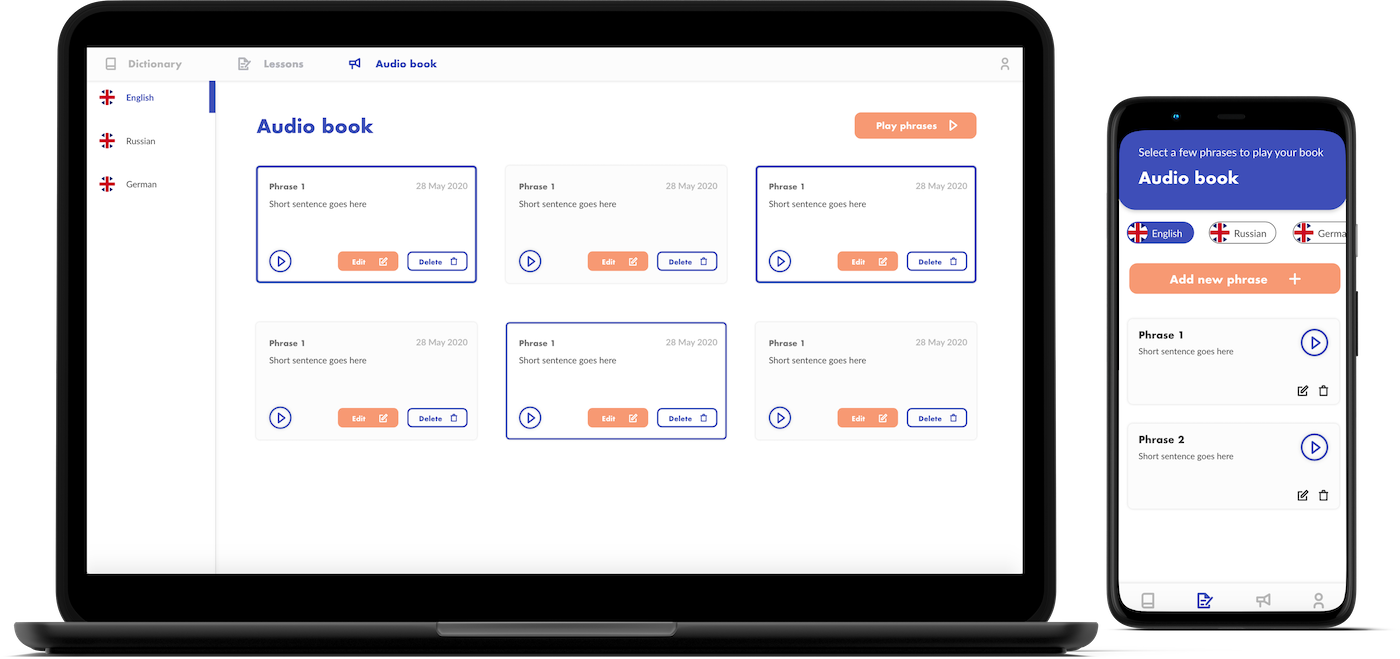 Dictionary
Lessons
Audio book
English
Russian
German
Audio book
Play phrases
Phrase 1 28 May 2020
Short sentence goes here
Edit Delete
Phrase 1 28 May 2020
Short sentence goes here
Edit Delete
Phrase 1 28 May 2020
Short sentence goes here
Edit Delete
Phrase 1 28 May 2020
Short sentence goes here
Edit Delete
Phrase 1 28 May 2020
Short sentence goes here
Edit Delete
Phrase 1 28 May 2020
Short sentence goes here
Edit Delete
Select a few phrases to play your book
Audio book
English
Russian
Germa
Add new phrase
Phrase 1
Short sentence goes here
Phrase 2
Short sentence goes here